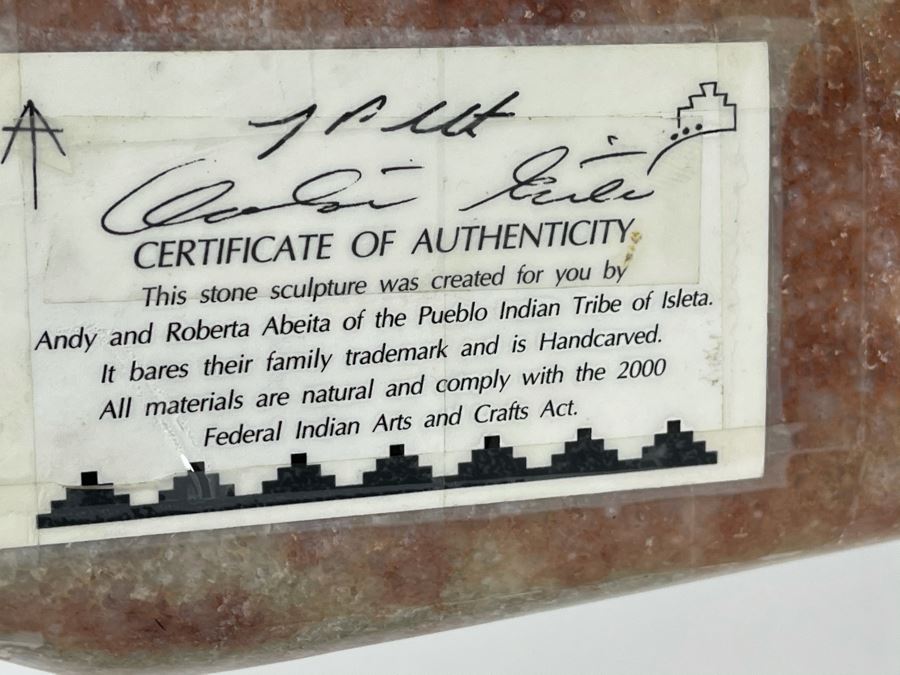 CERTIFICATE OF AUTHENTICITY
This stone sculpture was created for you by
Andy and Roberta Abeita of the Pueblo Indian Tribe of Isleta.
It bares their family trademark and is Handcarved.
All materials are natural and comply with the 2000
Federal Indian Arts and Crafts Act.